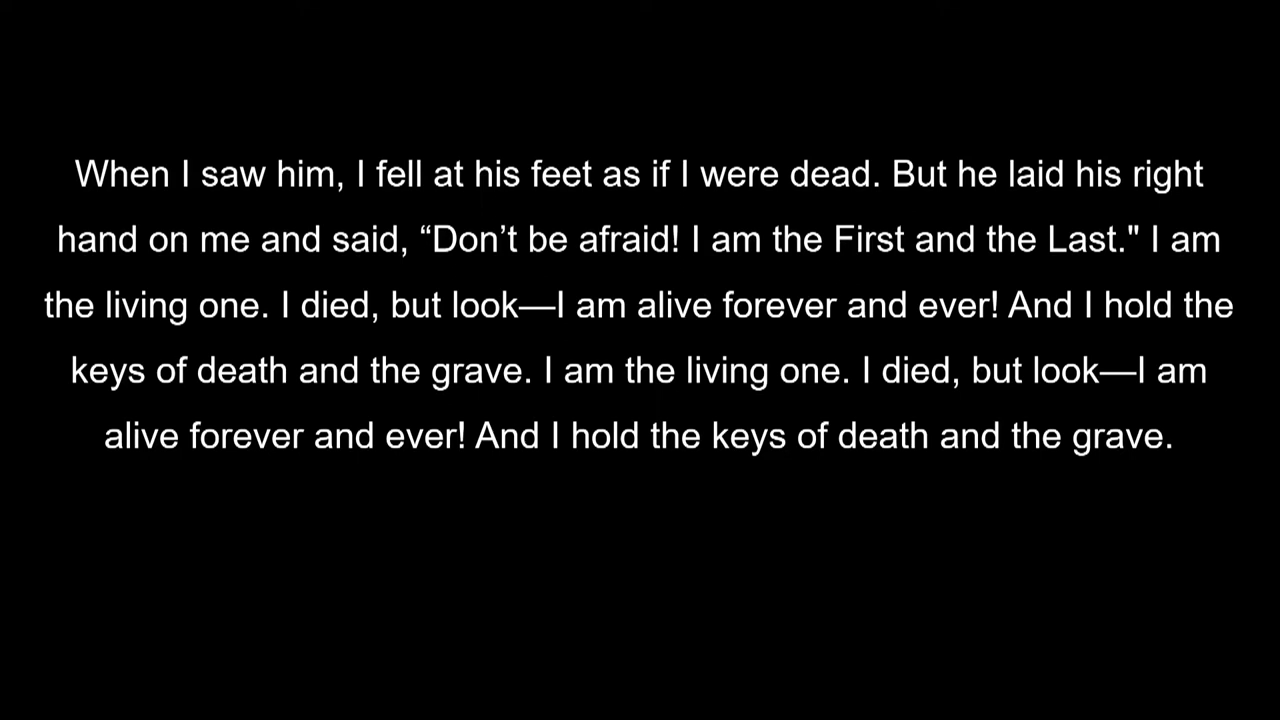 When I saw him, I fell at his feet as if I were dead. But he laid his right
hand on me and said, “Don’t be afraid! I am the First and the Last." I am
the living one. I died, but look—I am alive forever and ever! And I hold the
keys of death and the grave. I am the living one. I died, but look—I am
alive forever and ever! And I hold the keys of death and the grave.